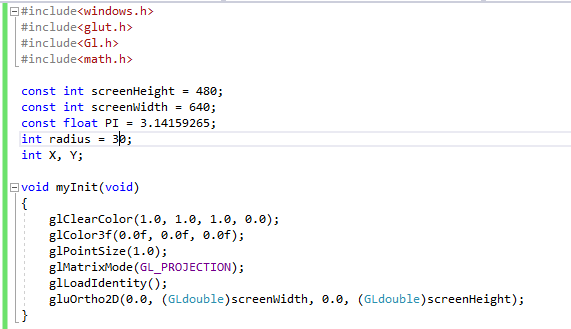 #include<windows.h>
#include<glut.h>
#include<Gl.h>
#include<math.h>
const int screenHeight = 480;
const int screenWidth = 640;
const float PI = 3.14159265;
int radius = 30;
int X, Y;
void myInit(void)
{
glClearColor(1.0, 1.0, 1.0, 0.0);
glColor3f(0.0f, 0.0f, 0.0f);
glPointSize(1.0);
glMatrixMode(GL_PROJECTION);
glLoadIdentity();
gluOrtho2D(0.0, (GLdouble)screenWidth, 0.0, (GLdouble)screenHeight);
}